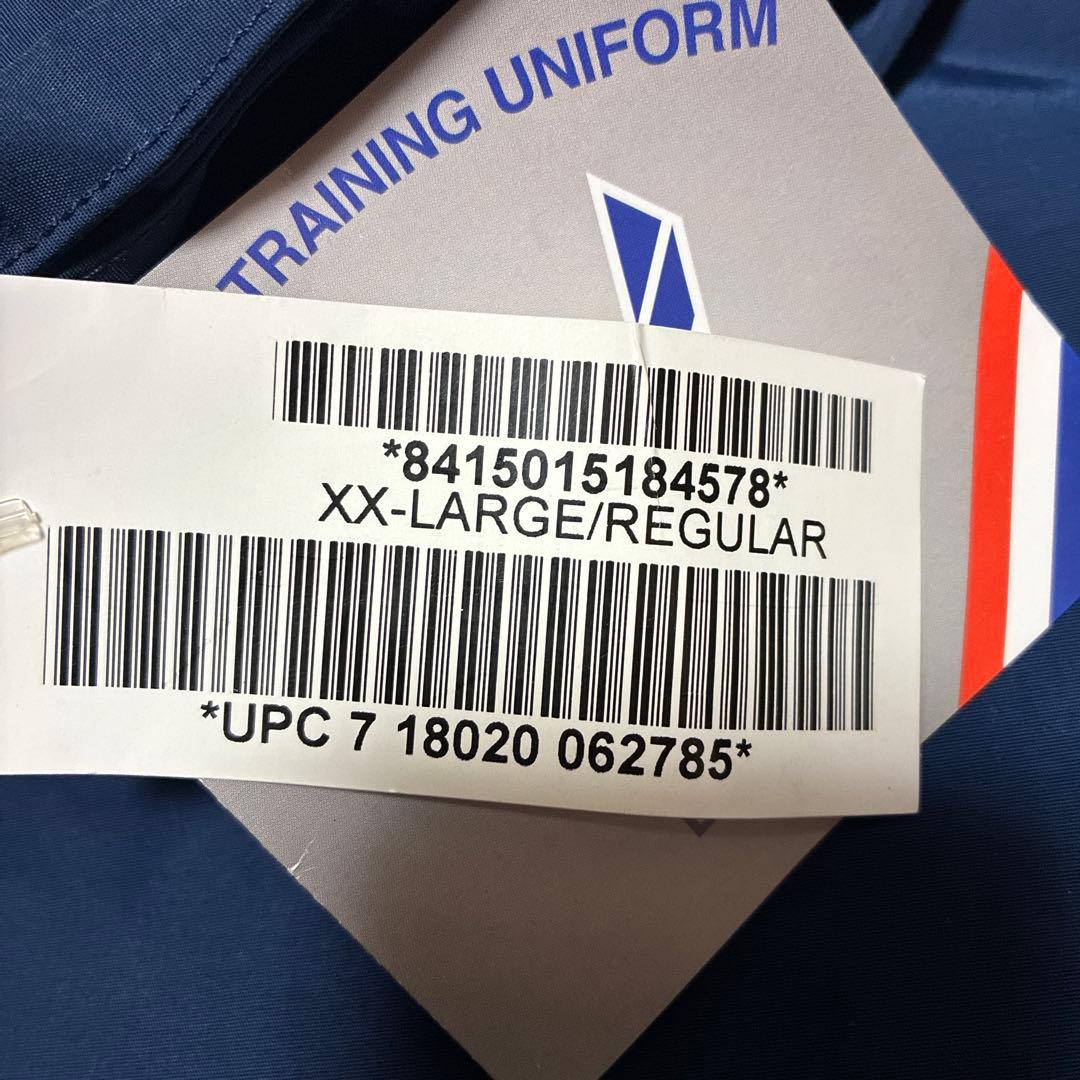 TRAINING UNIFORM
*8415015184578*
XX-LARGE/REGULAR
*UPC 7 18020 062785*